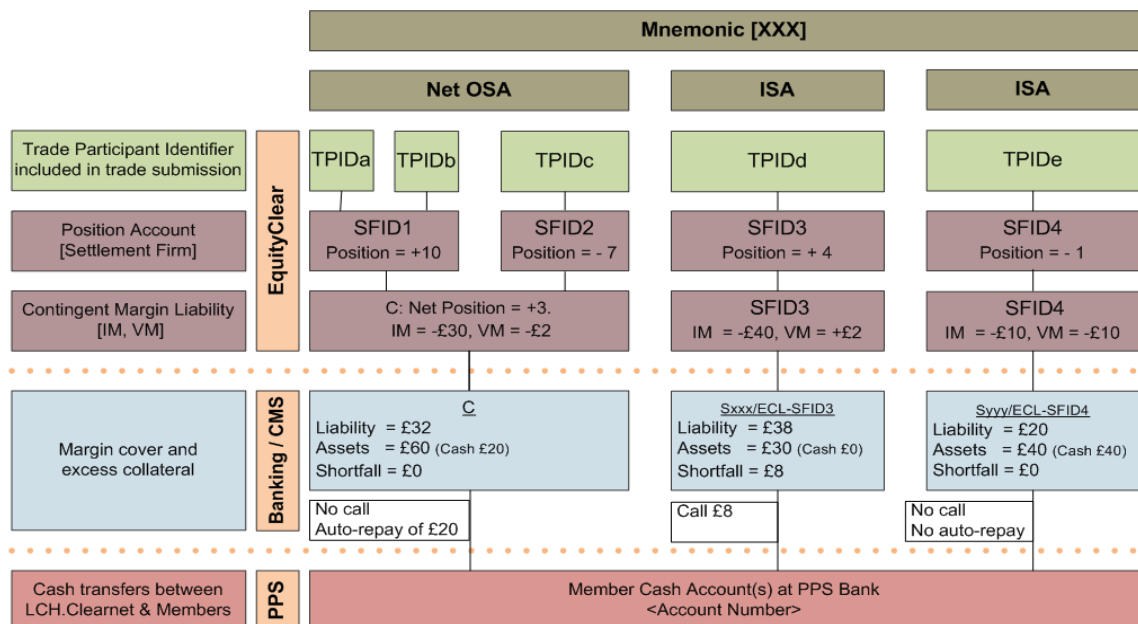 Mnemonic [XXX]
Net OSA
ISA
ISA
Trade Participant Identifier
included in trade submission
EquityClear
TPIDa
TPIDb
TPIDc
TPIDd
TPIDe
Position Account
[Settlement Firm]
SFID1
Position = +10
SFID2
Position = - 7
SFID3
Position = + 4
SFID4
Position = - 1
Contingent Margin Liability
[IM, VM]
C: Net Position = +3.
IM = -£30, VM = -£2
SFID3
IM = -£40, VM = +£2
SFID4
IM = -£10, VM = -£10
Margin cover and
excess collateral
Banking / CMS
C
Liability = £32
Assets = £60 (Cash £20)
Shortfall = £0
Sxxx/ECL-SFID3
Liability = £38
Assets = £30 (Cash £0)
Shortfall = £8
Syyy/ECL-SFID4
Liability = £20
Assets = £40 (Cash £40)
Shortfall = £0
No call
Auto-repay of £20
Call £8
No call
No auto-repay
Cash transfers between
LCH.Clearnet & Members
PPS
Member Cash Account(s) at PPS Bank
<Account Number>